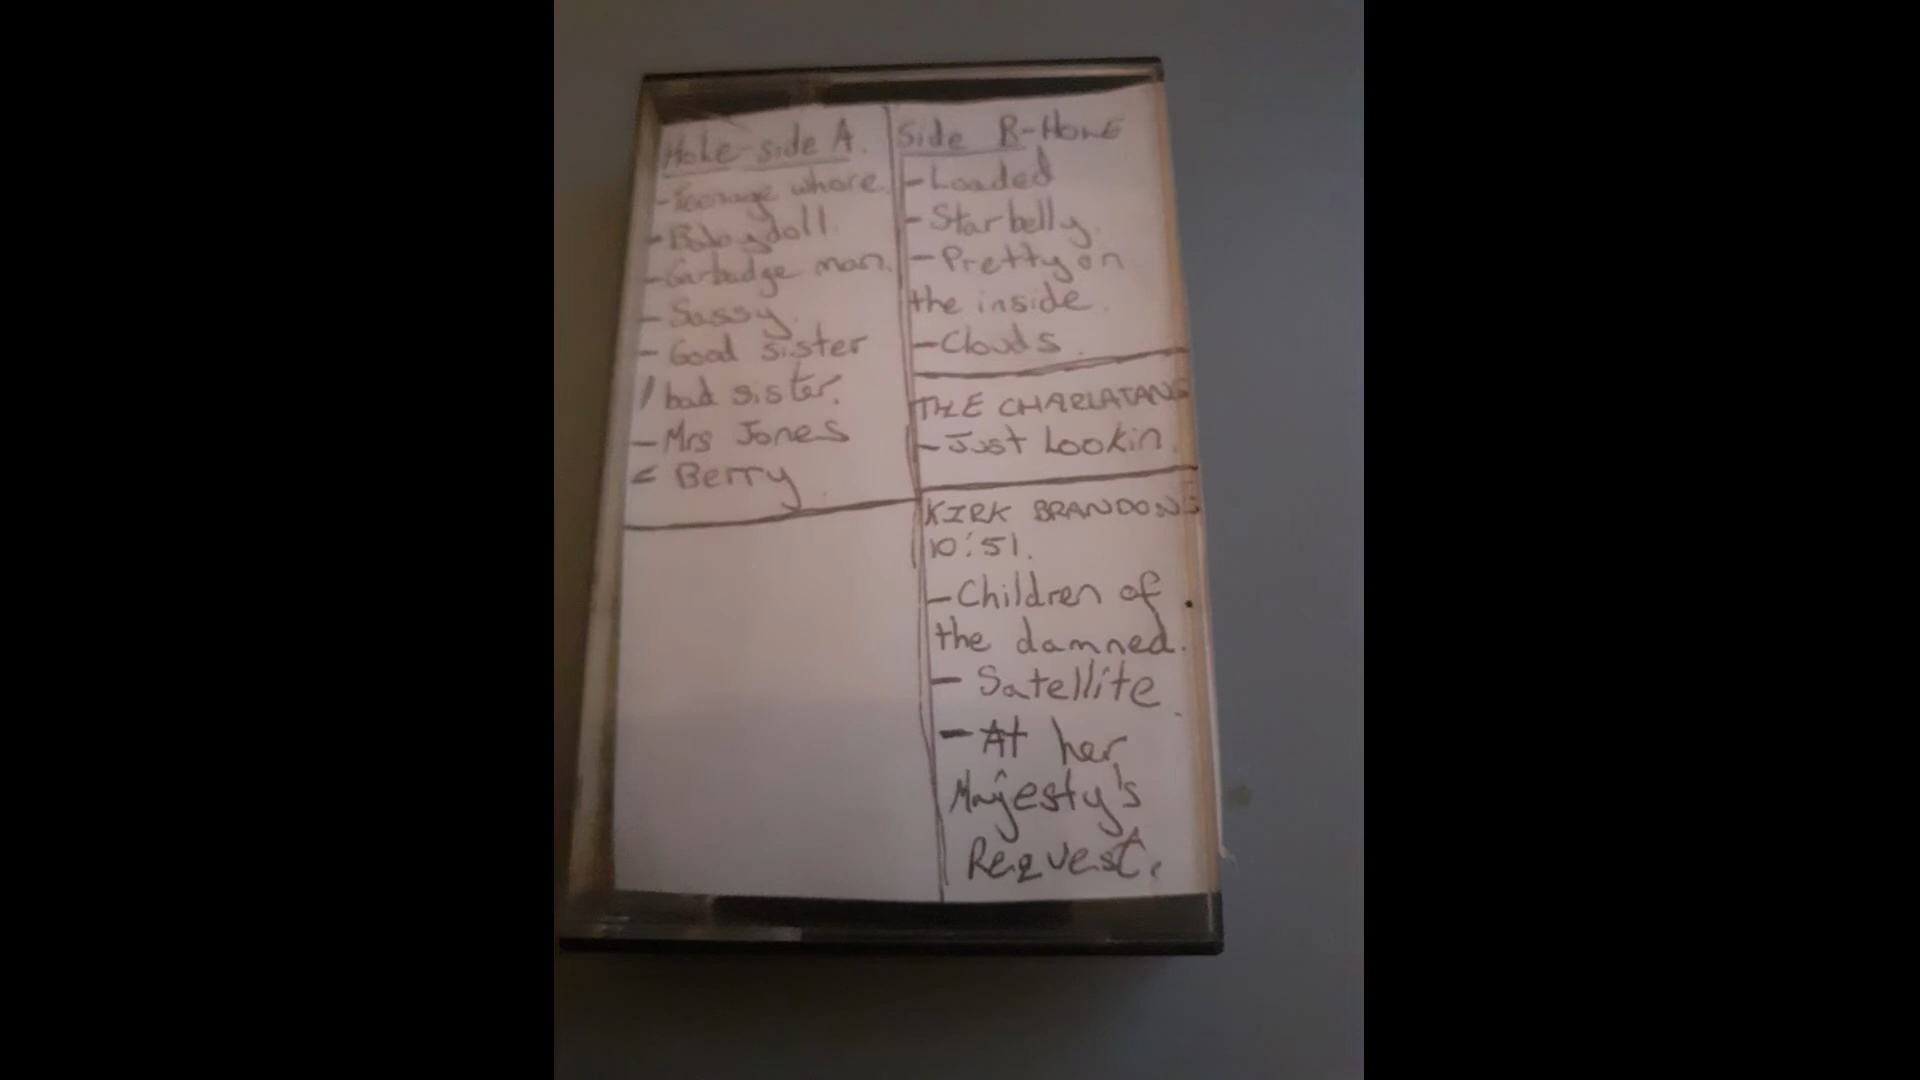 Hole-side A.
-Teenage whore.
-Babydoll.
-Garbadge man.
-Sassy.
-Good sister
/ bad sister.
-Mrs Jones
- Berry.
Side B-HOLE
-Loaded
-Starbelly.
-Pretty on
the inside.
-Clouds.
THE CHARLATANS
-Just Lookin.
KIRK BRANDONS
10:51.
-Children of
the damned.
- Satellite.
- At her
Majesty's
Request.